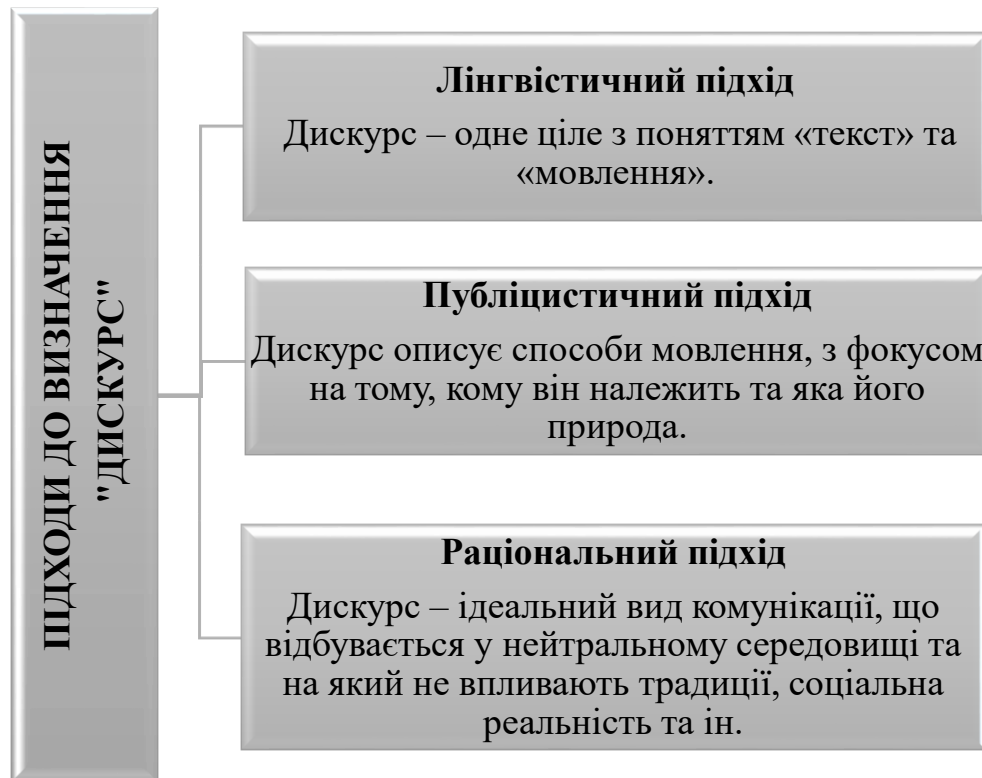 ПІДХОДИ ДО ВИЗНАЧЕННЯ
"ДИСКУРС"
Лінгвістичний підхід
Дискурс – одне ціле з поняттям «текст» та
«мовлення».
Публіцистичний підхід
Дискурс описує способи мовлення, з фокусом
на тому, кому він належить та яка його
природа.
Раціональний підхід
Дискурс – ідеальний вид комунікації, що
відбувається у нейтральному середовищі та
на який не впливають традиції, соціальна
реальність та ін.